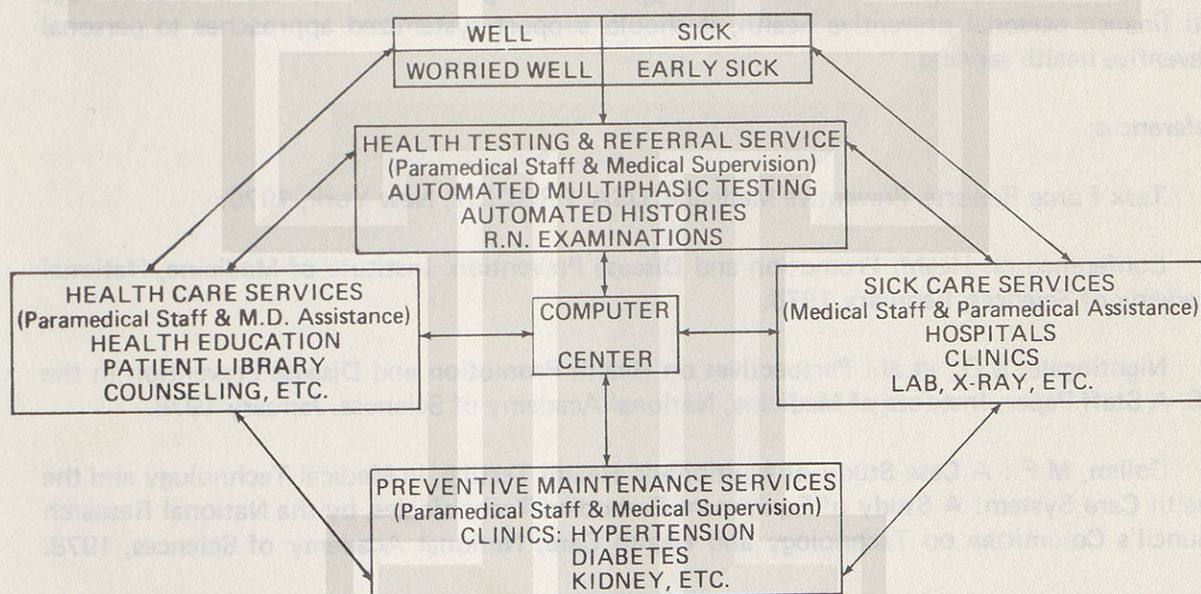 WELL SICK
WORRIED WELL EARLY SICK
HEALTH TESTING & REFERRAL SERVICE
(Paramedical Staff & Medical Supervision)
AUTOMATED MULTIPHASIC TESTING
AUTOMATED HISTORIES
R.N. EXAMINATIONS
HEALTH CARE SERVICES
(Paramedical Staff & M.D. Assistance)
HEALTH EDUCATION
PATIENT LIBRARY
COUNSELING, ETC.
COMPUTER
CENTER
SICK CARE SERVICES
(Medical Staff & Paramedical Assistance)
HOSPITALS
CLINICS
LAB, X-RAY, ETC.
PREVENTIVE MAINTENANCE SERVICES
(Paramedical Staff & Medical Supervision)
CLINICS: HYPERTENSION
DIABETES
KIDNEY, ETC.